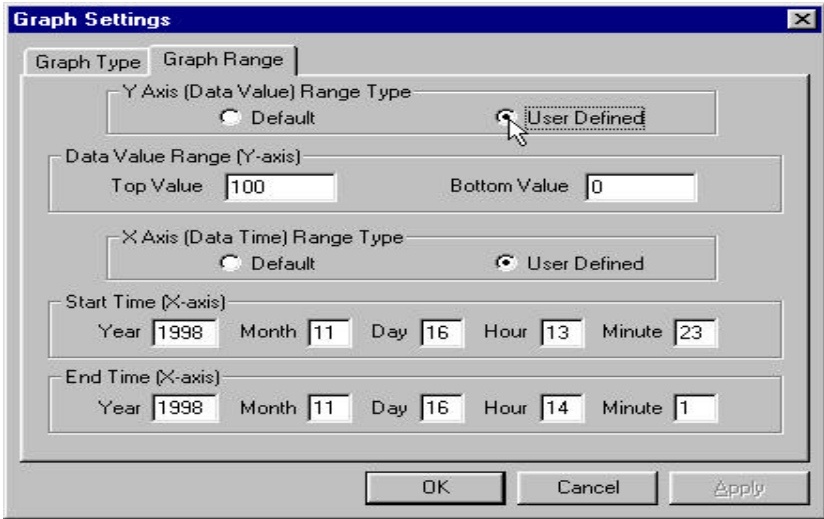 Graph Settings
Graph Type Graph Range
Y Axis (Data Value) Range Type
Default User Defined
Data Value Range (Y-axis)
Top Value 100 Bottom Value 0
X Axis (Data Time) Range Type
Default User Defined
Start Time (X-axis)
Year 1998 Month 11 Day 16 Hour 13 Minute 23
End Time (X-axis)
Year 1998 Month 11 Day 16 Hour 14 Minute 1
OK Cancel Apply